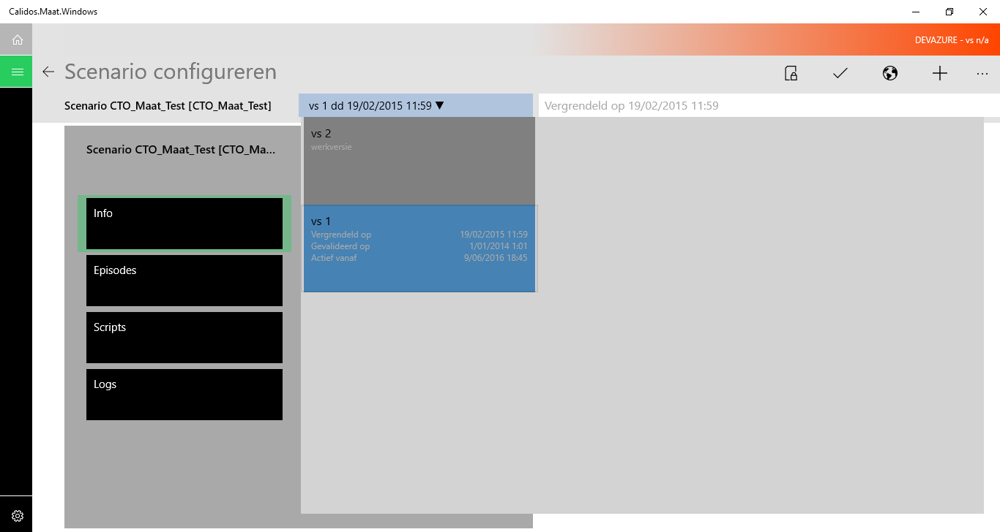 Calidos.Maat.Windows
DEVAZURE - vs n/a
Scenario configureren
Scenario CTO_Maat_Test [CTO_Maat_Test]
vs 1 dd 19/02/2015 11:59 ▼
Vergrendeld op 19/02/2015 11:59
Scenario CTO_Maat_Test [CTO_Ma...
Info
Episodes
Scripts
Logs
vs 2
werkversie
vs 1
Vergrendeld op 19/02/2015 11:59
Gevalideerd op 1/01/2014 1:01
Actief vanaf 9/06/2016 18:45